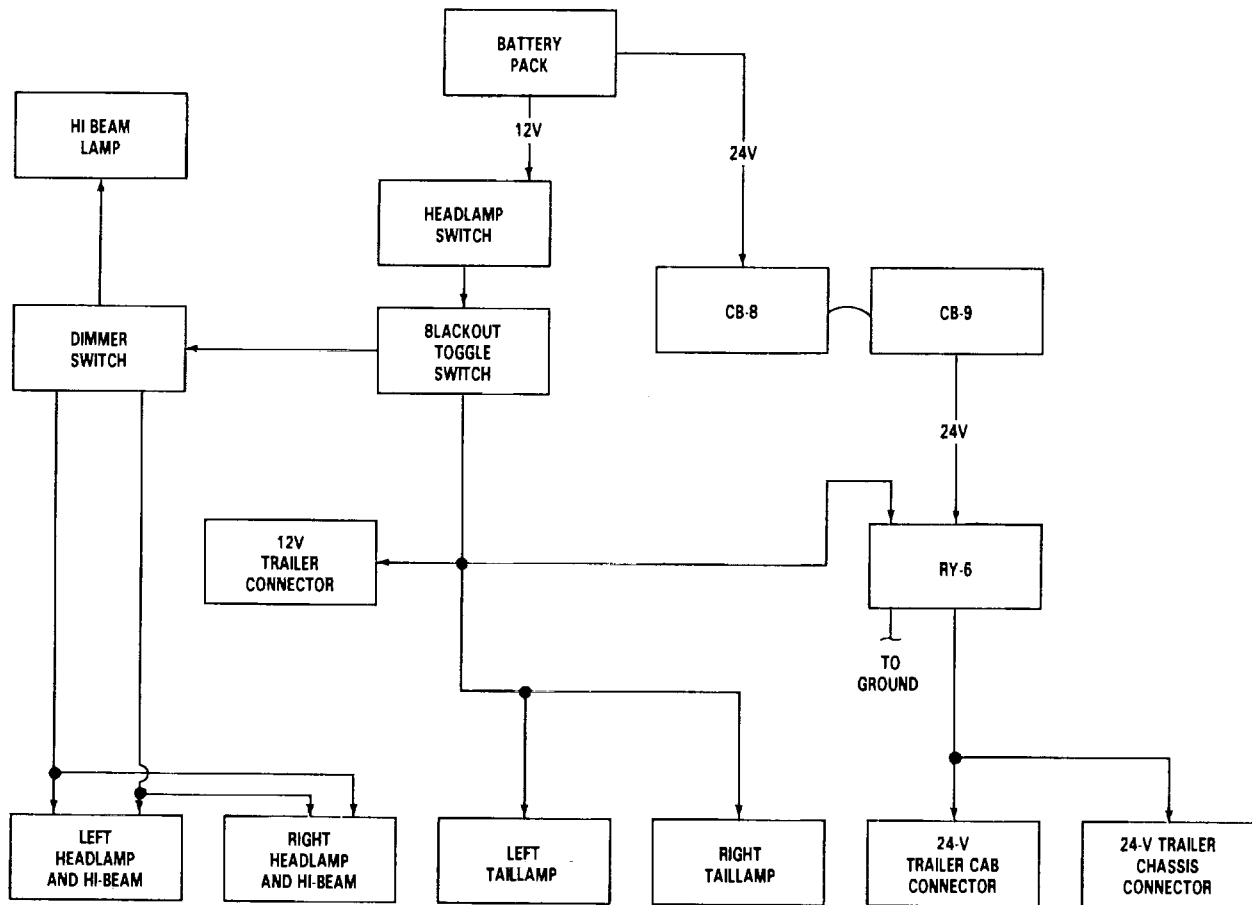 BATTERY
PACK
HI BEAM
LAMP
12V
24V
HEADLAMP
SWITCH
CB-8
CB-9
DIMMER
SWITCH
BLACKOUT
TOGGLE
SWITCH
24V
12V
TRAILER
CONNECTOR
RY-6
TO
GROUND
LEFT
HEADLAMP
AND HI-BEAM
RIGHT
HEADLAMP
AND HI-BEAM
LEFT
TAILLAMP
RIGHT
TAILLAMP
24-V
TRAILER CAB
CONNECTOR
24-V TRAILER
CHASSIS
CONNECTOR